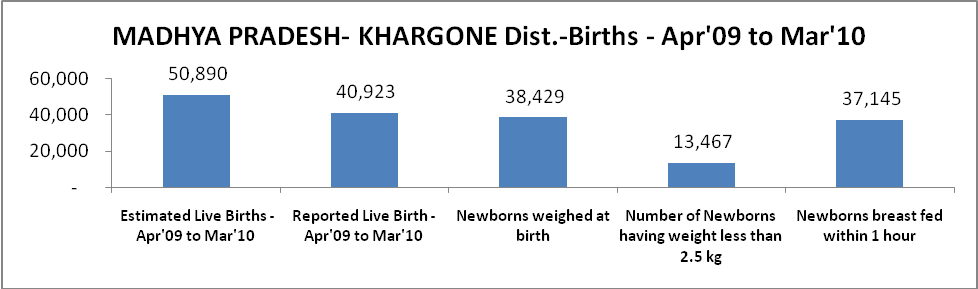 MADHYA PRADESH- KHARGONE Dist.-Births - Apr'09 to Mar'10
60,000
40,000
20,000
-
50,890
40,923
38,429
13,467
37,145
Estimated Live Births -
Apr'09 to Mar'10
Reported Live Birth -
Apr'09 to Mar'10
Newborns weighed at
birth
Number of Newborns
having weight less than
2.5 kg
Newborns breast fed
within 1 hour